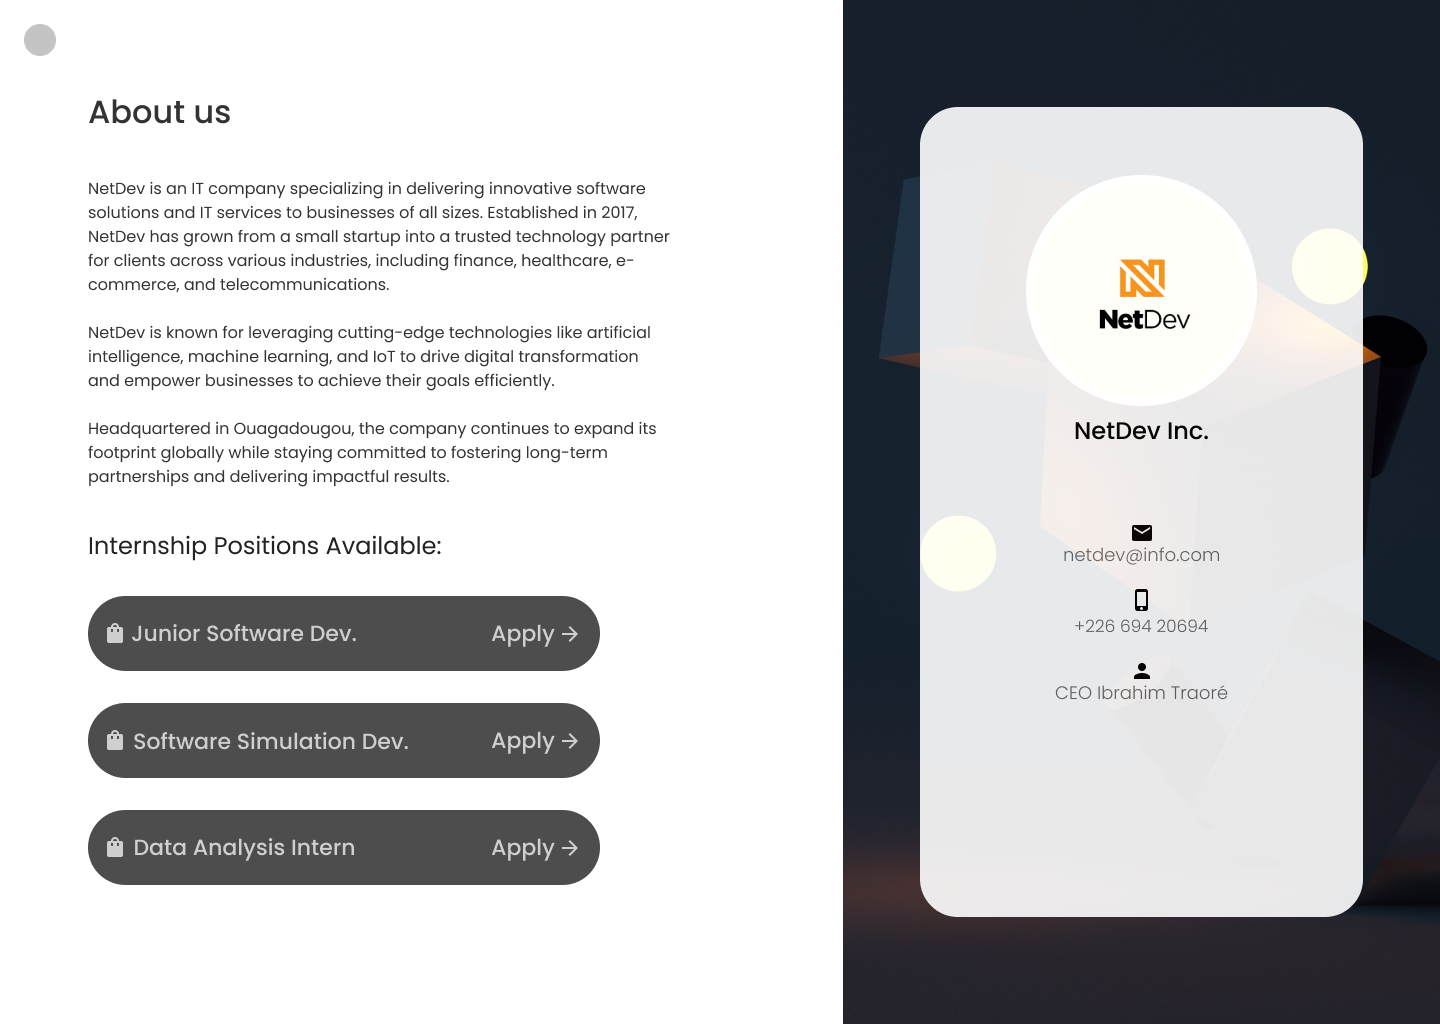 About us
NetDev is an IT company specializing in delivering innovative software
solutions and IT services to businesses of all sizes. Established in 2017,
NetDev has grown from a small startup into a trusted technology partner
for clients across various industries, including finance, healthcare, e-
commerce, and telecommunications.
NetDev is known for leveraging cutting-edge technologies like artificial
intelligence, machine learning, and IoT to drive digital transformation
and empower businesses to achieve their goals efficiently.
Headquartered in Ouagadougou, the company continues to expand its
footprint globally while staying committed to fostering long-term
partnerships and delivering impactful results.
Internship Positions Available:
Junior Software Dev. Apply →
Software Simulation Dev. Apply →
Data Analysis Intern Apply →
NetDev
NetDev Inc.
netdev@info.com
+226 694 20694
CEO Ibrahim Traoré